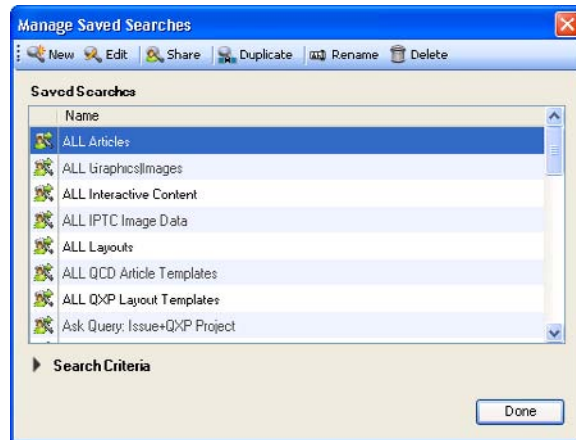 Manage Saved Searches
New Edit Share Duplicate Rename Delete
Saved Searches
Name
ALL Articles
ALL Graphics|Images
ALL Interactive Content
ALL IPTC Image Data
ALL Layouts
ALL QCD Article Templates
ALL QXP Layout Templates
Ask Query: Issue+QXP Project
Search Criteria
Done